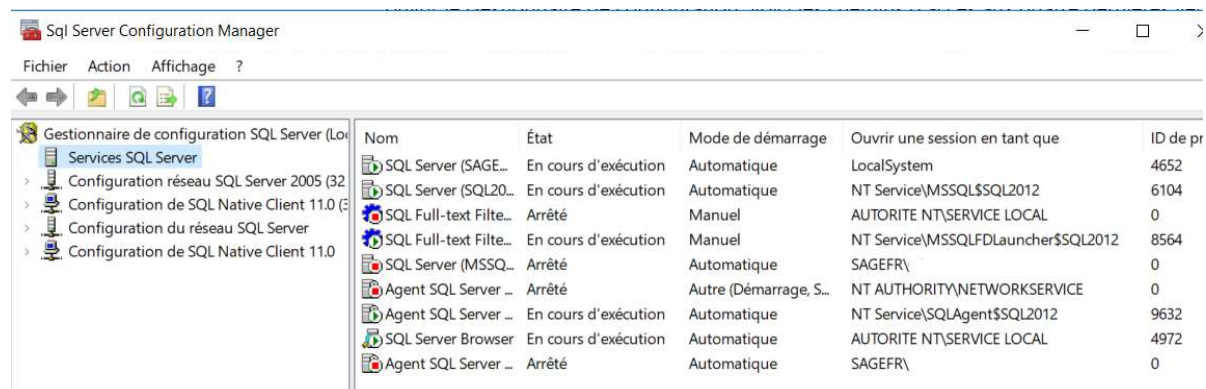 Sql Server Configuration Manager
Fichier Action Affichage ?
Gestionnaire de configuration SQL Server (Loc
Services SQL Server
Configuration réseau SQL Server 2005 (32
Configuration de SQL Native Client 11.0 (3
Configuration du réseau SQL Server
Configuration de SQL Native Client 11.0
Nom État Mode de démarrage Ouvrir une session en tant que ID de pr
SQL Server (SAGE... En cours d'exécution Automatique LocalSystem 4652
SQL Server (SQL20... En cours d'exécution Automatique NT Service\MSSQL$SQL2012 6104
SQL Full-text Filte... Arrêté Manuel AUTORITE NT\SERVICE LOCAL 0
SQL Full-text Filte... En cours d'exécution Manuel NT Service\MSSQLFDLauncher$SQL2012 8564
SQL Server (MSSQ... Arrêté Automatique SAGEFR\ 0
Agent SQL Server ... Arrêté Autre (Démarrage, S... NT AUTHORITY\NETWORKSERVICE 0
Agent SQL Server ... En cours d'exécution Automatique NT Service\SQLAgent$SQL2012 9632
SQL Server Browser En cours d'exécution Automatique AUTORITE NT\SERVICE LOCAL 4972
Agent SQL Server ... Arrêté Automatique SAGEFR\ 0